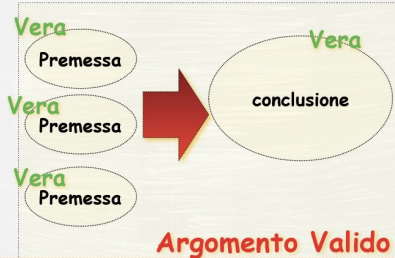 Vera
Premessa
Vera
Premessa
Vera
Premessa
Vera
conclusione
Argomento Valido